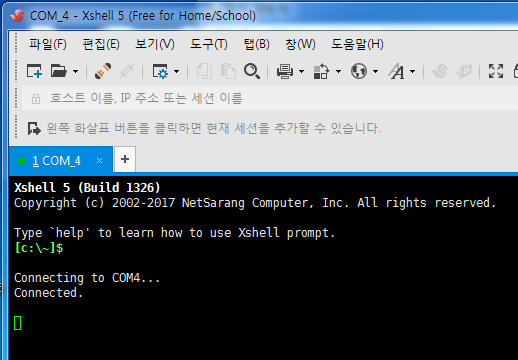 COM_4 - Xshell 5 (Free for Home/School)
파일(F) 편집(E) 보기(V) 도구(T) 탭(B) 창(W) 도움말(H)
호스트 이름, IP 주소 또는 세션 이름
왼쪽 화살표 버튼을 클릭하면 현재 세션을 추가할 수 있습니다.
1 COM_4 × +
Xshell 5 (Build 1326)
Copyright (c) 2002-2017 NetSarang Computer, Inc. All rights reserved.
Type `help' to learn how to use Xshell prompt.
[c:\~]$
Connecting to COM4...
Connected.